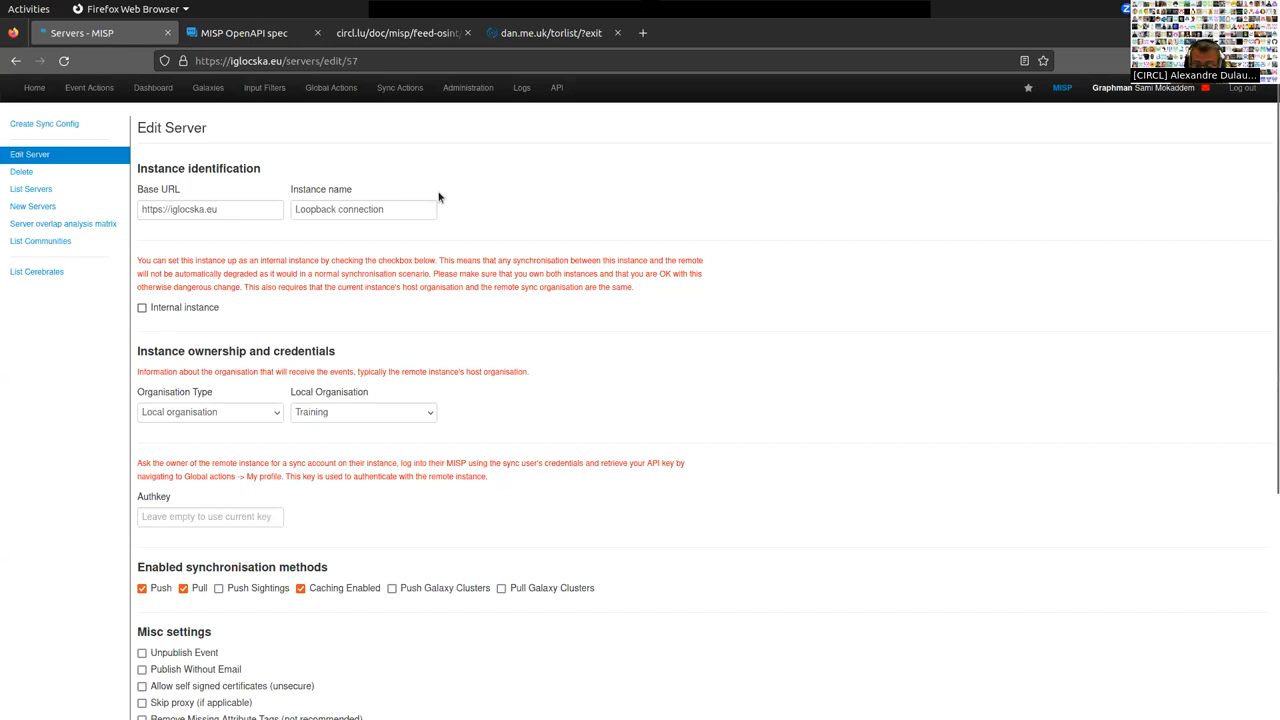 Activities
Firefox Web Browser
Servers - MISP
MISP OpenAPI spec
circl.lu/doc/misp/feed-osint/
dan.me.uk/torlist/?exit
[CIRCL] Alexandre Dulau...
https://iglocska.eu/servers/edit/57
Home Event Actions Dashboard Galaxies Input Filters Global Actions Sync Actions Administration Logs API
MISP Graphman Sami Mokaddem Log out
Create Sync Config
Edit Server
Delete
List Servers
New Servers
Server overlap analysis matrix
List Communities
List Cerebrates
Edit Server
Instance identification
Base URL Instance name
https://iglocska.eu Loopback connection
You can set this instance up as an internal instance by checking the checkbox below. This means that any synchronisation between this instance and the remote
will not be automatically degraded as it would in a normal synchronisation scenario. Please make sure that you own both instances and that you are OK with this
otherwise dangerous change. This also requires that the current instance's host organisation and the remote sync organisation are the same.
Internal instance
Instance ownership and credentials
Information about the organisation that will receive the events, typically the remote instance's host organisation.
Organisation Type Local Organisation
Local organisation Training
Ask the owner of the remote instance for a sync account on their instance, log into their MISP using the sync user's credentials and retrieve your API key by
navigating to Global actions -> My profile. This key is used to authenticate with the remote instance.
Authkey
Leave empty to use current key
Enabled synchronisation methods
Push Pull Push Sightings Caching Enabled Push Galaxy Clusters Pull Galaxy Clusters
Misc settings
Unpublish Event
Publish Without Email
Allow self signed certificates (unsecure)
Skip proxy (if applicable)
Remove Missing Attribute Tags (not recommended)